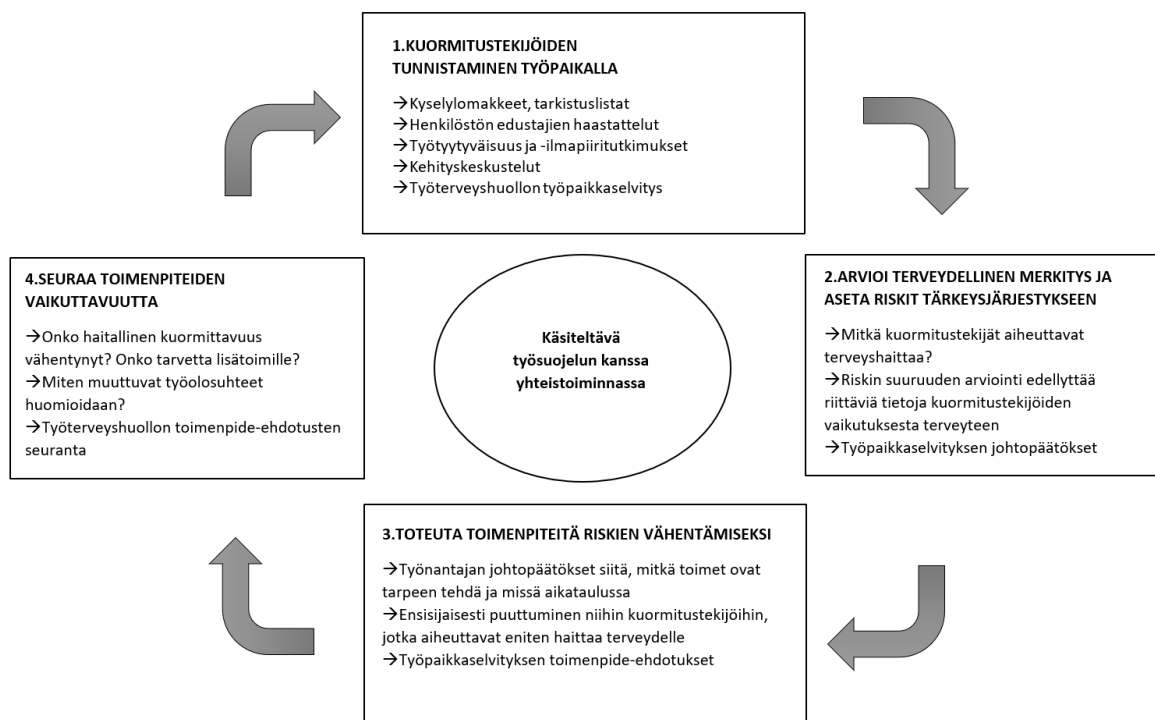 1.KUORMITUSTEKIJÖIDEN
TUNNISTAMINEN TYÖPAIKALLA
→Kyselylomakkeet, tarkistuslistat
→Henkilöstön edustajien haastattelut
→Työtyytyväisuus ja -ilmapiiritutkimukset
→Kehityskeskustelut
→Työterveyshuollon työpaikkaselvitys
2.ARVIOI TERVEYDELLINEN MERKITYS JA
ASETA RISKIT TÄRKEYSJÄRJESTYKSEEN
→Mitkä kuormitustekijät aiheuttavat
terveyshaittaa?
→Riskin suuruuden arviointi edellyttää
riittäviä tietoja kuormitustekijöiden
vaikutuksesta terveyteen
→Työpaikkaselvityksen johtopäätökset
3.TOTEUTA TOIMENPITEITÄ RISKIEN VÄHENTÄMISEKSI
→Työnantajan johtopäätökset siitä, mitkä toimet ovat
tarpeen tehdä ja missä aikataulussa
→Ensisijaisesti puuttuminen niihin kuormitustekijöihin,
jotka aiheuttavat eniten haittaa terveydelle
→Työpaikkaselvityksen toimenpide-ehdotukset
4.SEURAA TOIMENPITEIDEN
VAIKUTTAVUUTTA
→Onko haitallinen kuormittavuus
vähentynyt? Onko tarvetta lisätoimille?
→Miten muuttuvat työolosuhteet
huomioidaan?
→Työterveyshuollon toimenpide-ehdotusten
seuranta
Käsiteltävä
työsuojelun kanssa
yhteistoiminnassa